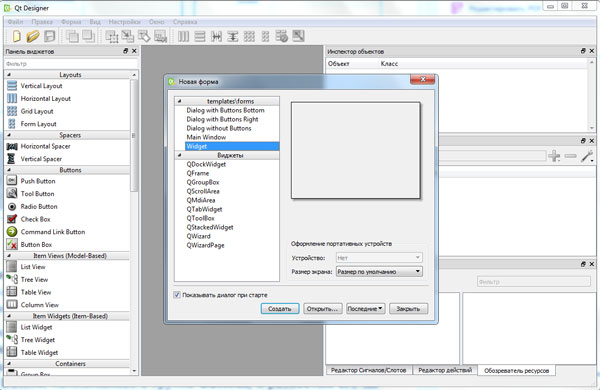 Qt Designer
Файл Правка Форма Вид Настройки Окно Справка
Панель виджетов
Фильтр
Layouts
Vertical Layout
Horizontal Layout
Grid Layout
Form Layout
Spacers
Horizontal Spacer
Vertical Spacer
Buttons
Push Button
Tool Button
Radio Button
Check Box
Command Link Button
Button Box
Item Views (Model-Based)
List View
Tree View
Table View
Column View
Item Widgets (Item-Based)
List Widget
Tree Widget
Table Widget
Containers
Group Box
Новая форма
templates\forms
Dialog with Buttons Bottom
Dialog with Buttons Right
Dialog without Buttons
Main Window
Widget
Виджеты
QDockWidget
QFrame
QGroupBox
QScrollArea
QMdiArea
QTabWidget
QToolBox
QStackedWidget
QWizard
QWizardPage
Оформление портативных устройств
Устройство: Нет
Размер экрана: Размер по умолчанию
Показывать диалог при старте
Создать Открыть... Последние Закрыть
Инспектор объектов
Объект Класс
Фильтр
Редактор Сигналов/Слотов Редактор действий Обозреватель ресурсов